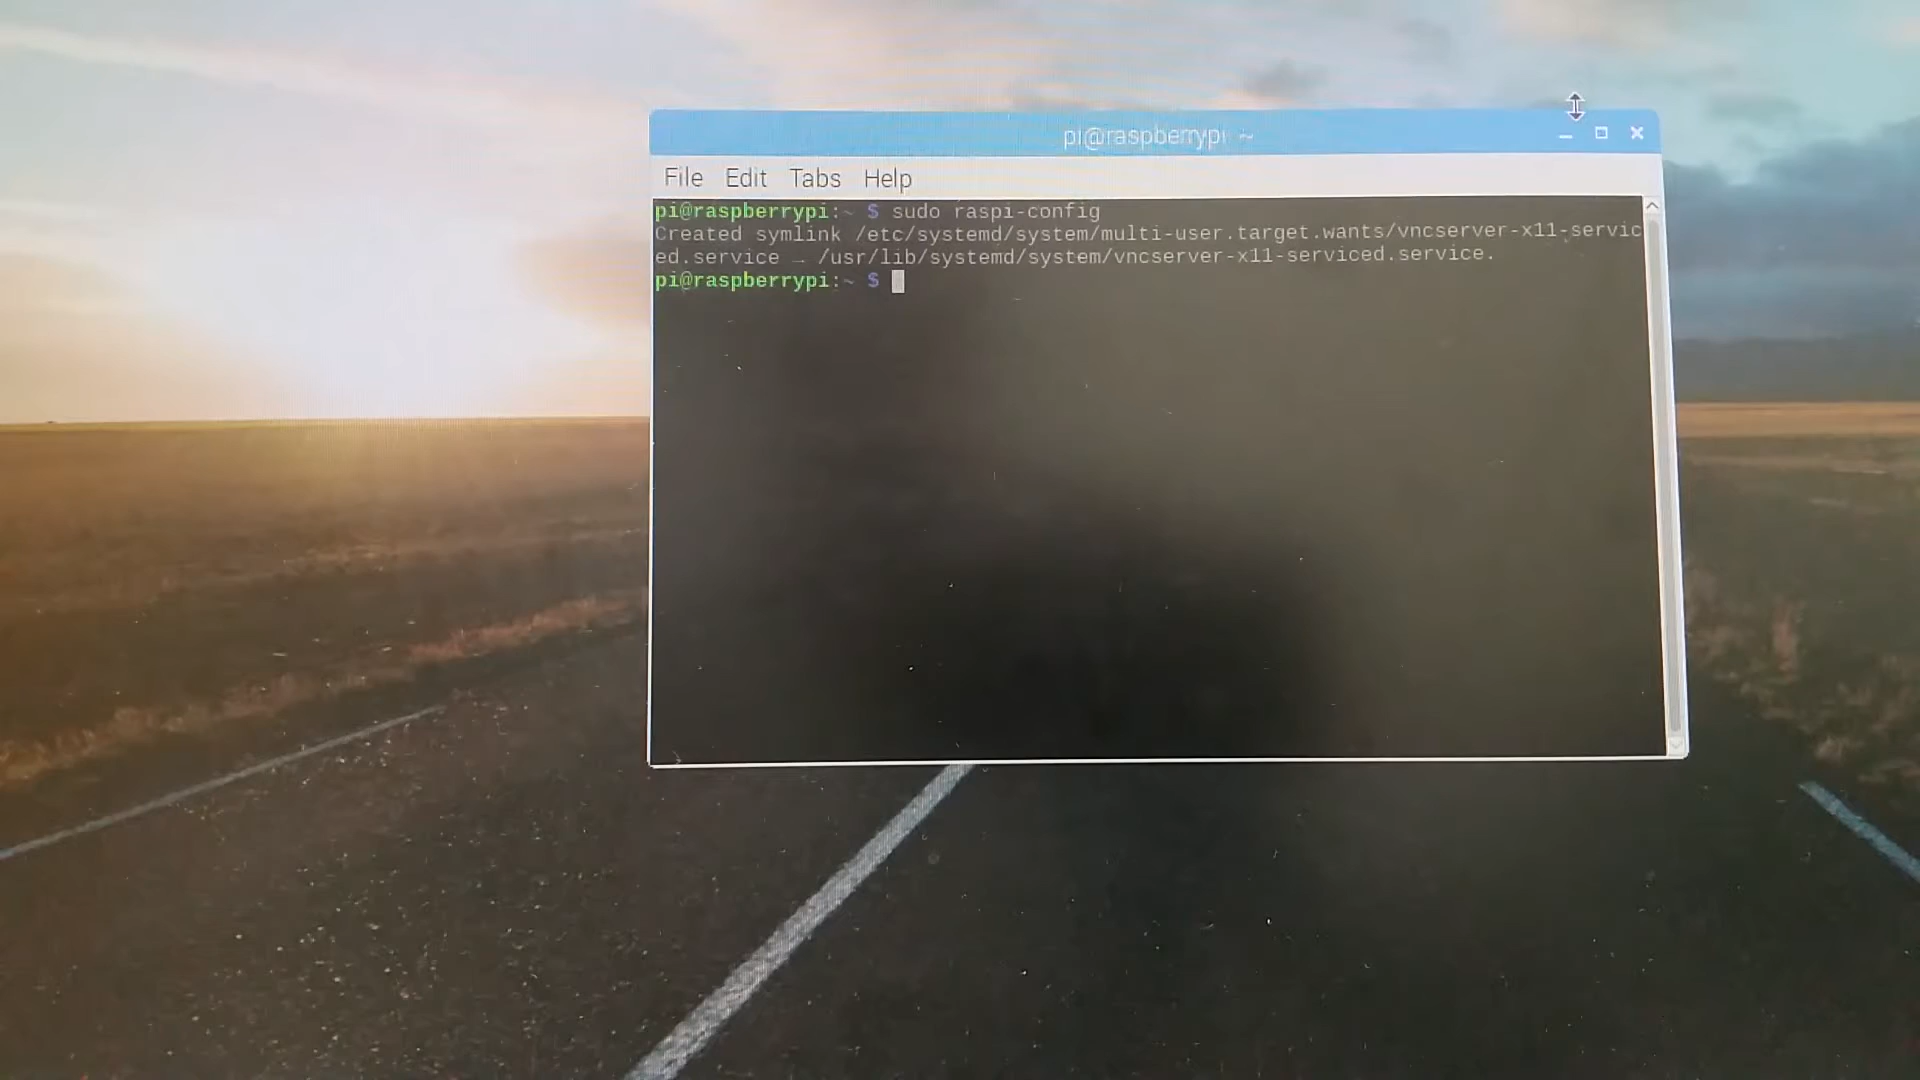 pi@raspberrypi: ~
File Edit Tabs Help
pi@raspberrypi:~ $ sudo raspi-config
Created symlink /etc/systemd/system/multi-user.target.wants/vncserver-x11-servic
ed.service → /usr/lib/systemd/system/vncserver-x11-serviced.service.
pi@raspberrypi:~ $